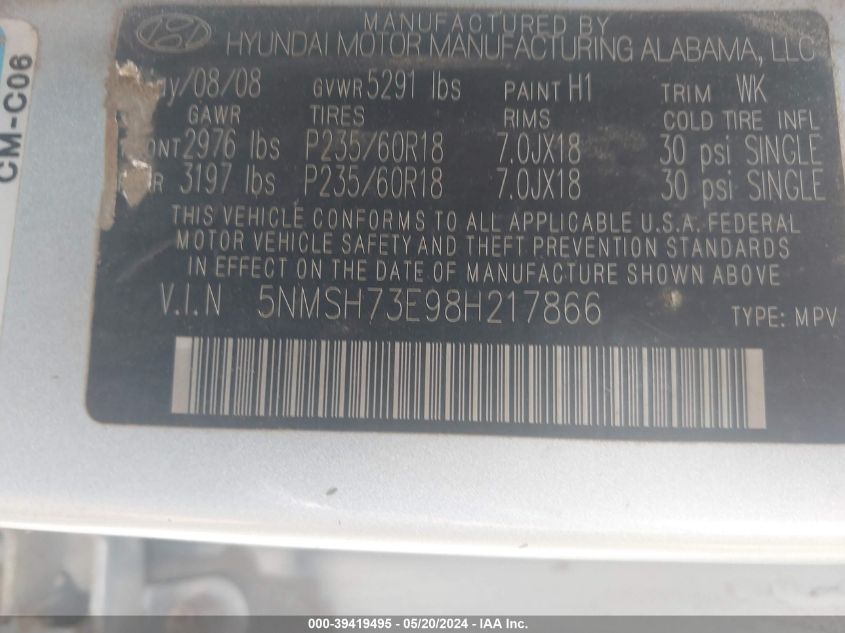 MANUFACTURED BY
HYUNDAI MOTOR MANUFACTURING ALABAMA, LLC
/08/08 GVWR 5291 lbs PAINT H1 TRIM WK
GAWR TIRES RIMS COLD TIRE INFL
2976 lbs P235/60R18 7.0JX18 30 psi SINGLE
3197 lbs P235/60R18 7.0JX18 30 psi SINGLE
THIS VEHICLE CONFORMS TO ALL APPLICABLE U.S.A. FEDERAL
MOTOR VEHICLE SAFETY AND THEFT PREVENTION STANDARDS
IN EFFECT ON THE DATE OF MANUFACTURE SHOWN ABOVE.
V.I.N 5NMSH73E98H217866 TYPE: MPV
CM-C06
000-39419495 - 05/20/2024 - IAA Inc.